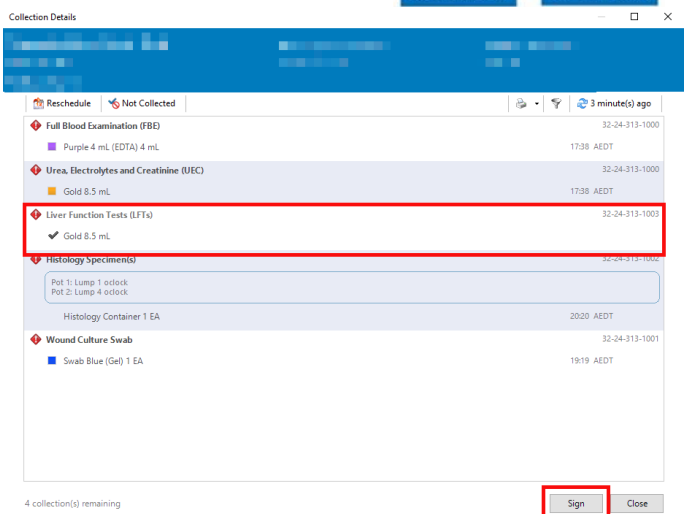 Collection Details
Reschedule Not Collected 3 minute(s) ago
Full Blood Examination (FBE) 32-24-313-1000
Purple 4 mL (EDTA) 4 mL 17:38 AEDT
Urea, Electrolytes and Creatinine (UEC) 32-24-313-1000
Gold 8.5 mL 17:38 AEDT
Liver Function Tests (LFTs) 32-24-313-1003
Gold 8.5 mL
Histology Specimen(s) 32-24-313-1002
Pot 1: Lump 1 oclock
Pot 2: Lump 4 oclock
Histology Container 1 EA 20:20 AEDT
Wound Culture Swab 32-24-313-1001
Swab Blue (Gel) 1 EA 19:19 AEDT
4 collection(s) remaining Sign Close